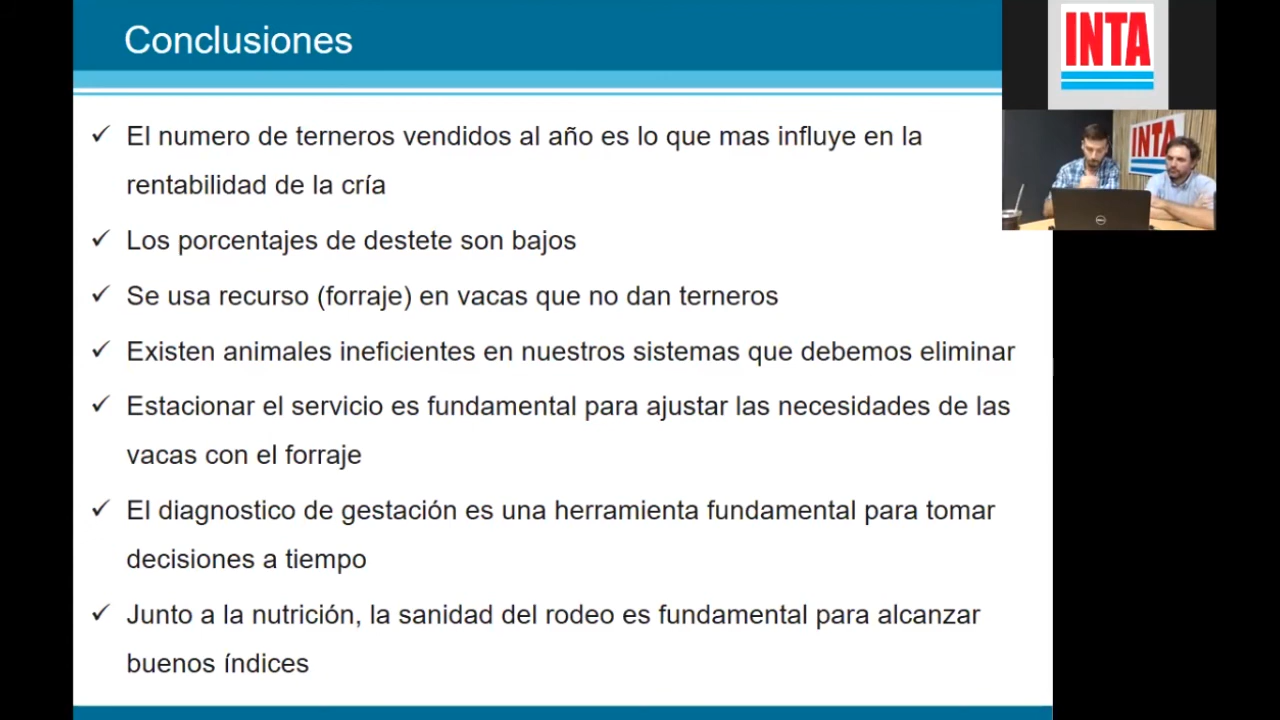 Conclusiones
INTA
INTA
✓ El numero de terneros vendidos al año es lo que mas influye en la
rentabilidad de la cría
✓ Los porcentajes de destete son bajos
✓ Se usa recurso (forraje) en vacas que no dan terneros
✓ Existen animales ineficientes en nuestros sistemas que debemos eliminar
✓ Estacionar el servicio es fundamental para ajustar las necesidades de las
vacas con el forraje
✓ El diagnostico de gestación es una herramienta fundamental para tomar
decisiones a tiempo
✓ Junto a la nutrición, la sanidad del rodeo es fundamental para alcanzar
buenos índices